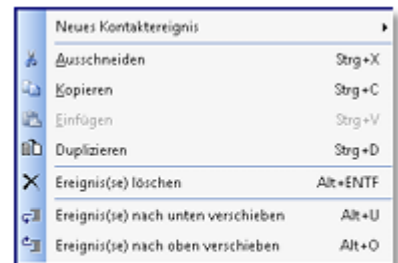 Neues Kontaktereignis
Ausschneiden Strg+X
Kopieren Strg+C
Einfügen Strg+V
Duplizieren Strg+D
Ereignis(se) löschen Alt+ENTF
Ereignis(se) nach unten verschieben Alt+U
Ereignis(se) nach oben verschieben Alt+O